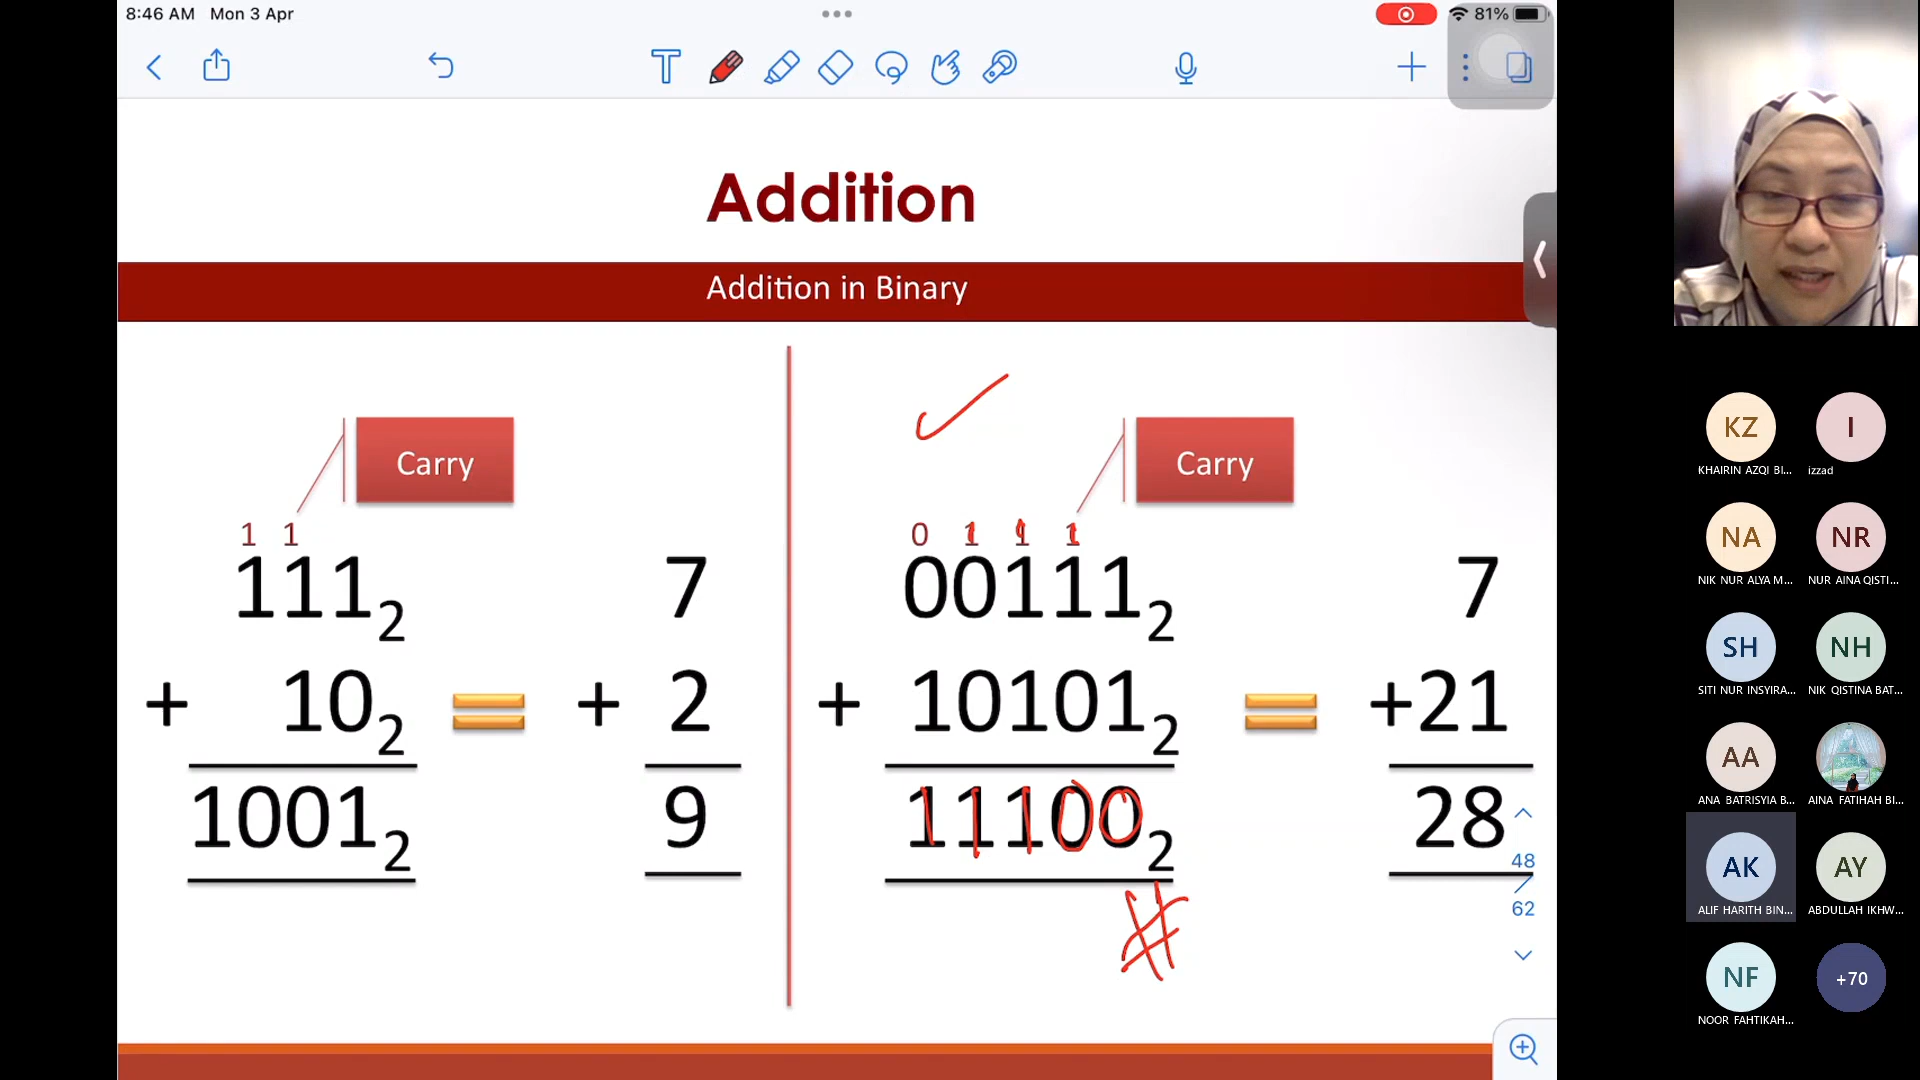 8:46 AM Mon 3 Apr
81%
Addition
Addition in Binary
Carry
1 1
111₂
+ 10₂
1001₂
7
+ 2
9
Carry
0 1 1 1
00111₂
+ 10101₂
11100₂
#
7
+21
28
48
62
KZ
KHAIRIN AZQI BI...
I
izzad
NA
NIK NUR ALYA M...
NR
NUR AINA QISTI...
SH
SITI NUR INSYIRA...
NH
NIK QISTINA BAT...
AA
ANA BATRISYIA B...
AINA FATIHAH BI...
AK
ALIF HARITH BIN...
AY
ABDULLAH IKHW...
NF
NOOR FAHTIKAH...
+70